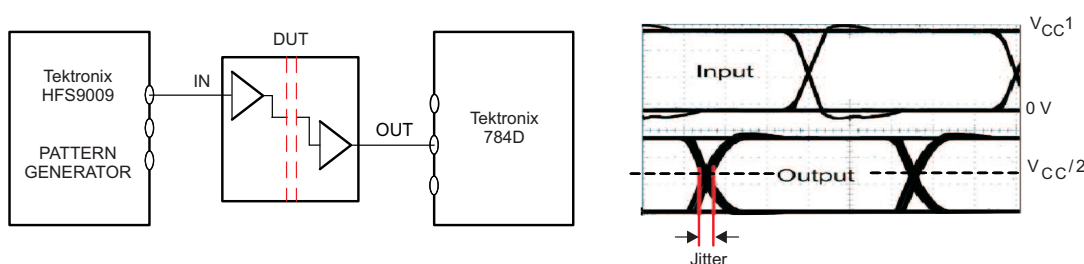 Tektronix
HFS9009
PATTERN
GENERATOR
IN
DUT
OUT
Tektronix
784D
Input
VCC1
0 V
Output
VCC/2
Jitter